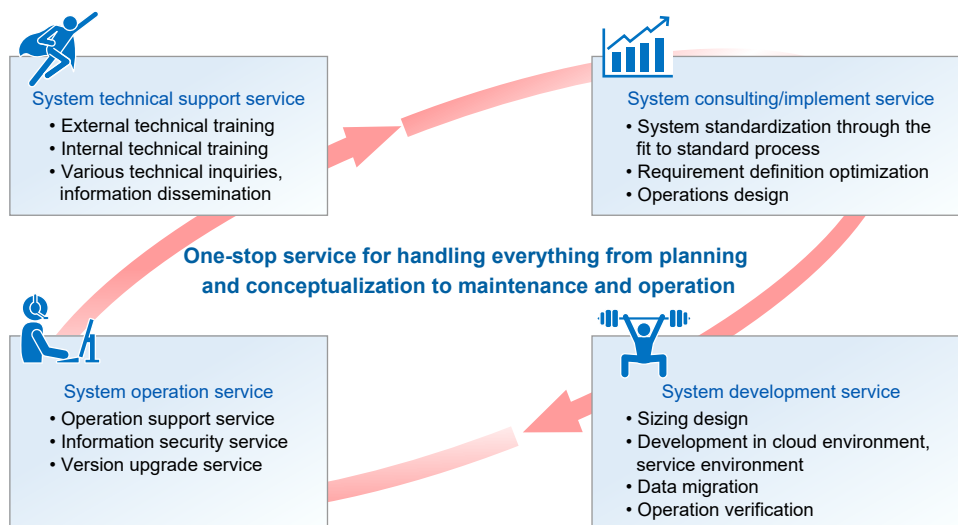 System technical support service
• External technical training
• Internal technical training
• Various technical inquiries,
information dissemination
System consulting/implement service
• System standardization through the
fit to standard process
• Requirement definition optimization
• Operations design
One-stop service for handling everything from planning
and conceptualization to maintenance and operation
System operation service
• Operation support service
• Information security service
• Version upgrade service
System development service
• Sizing design
• Development in cloud environment,
service environment
• Data migration
• Operation verification